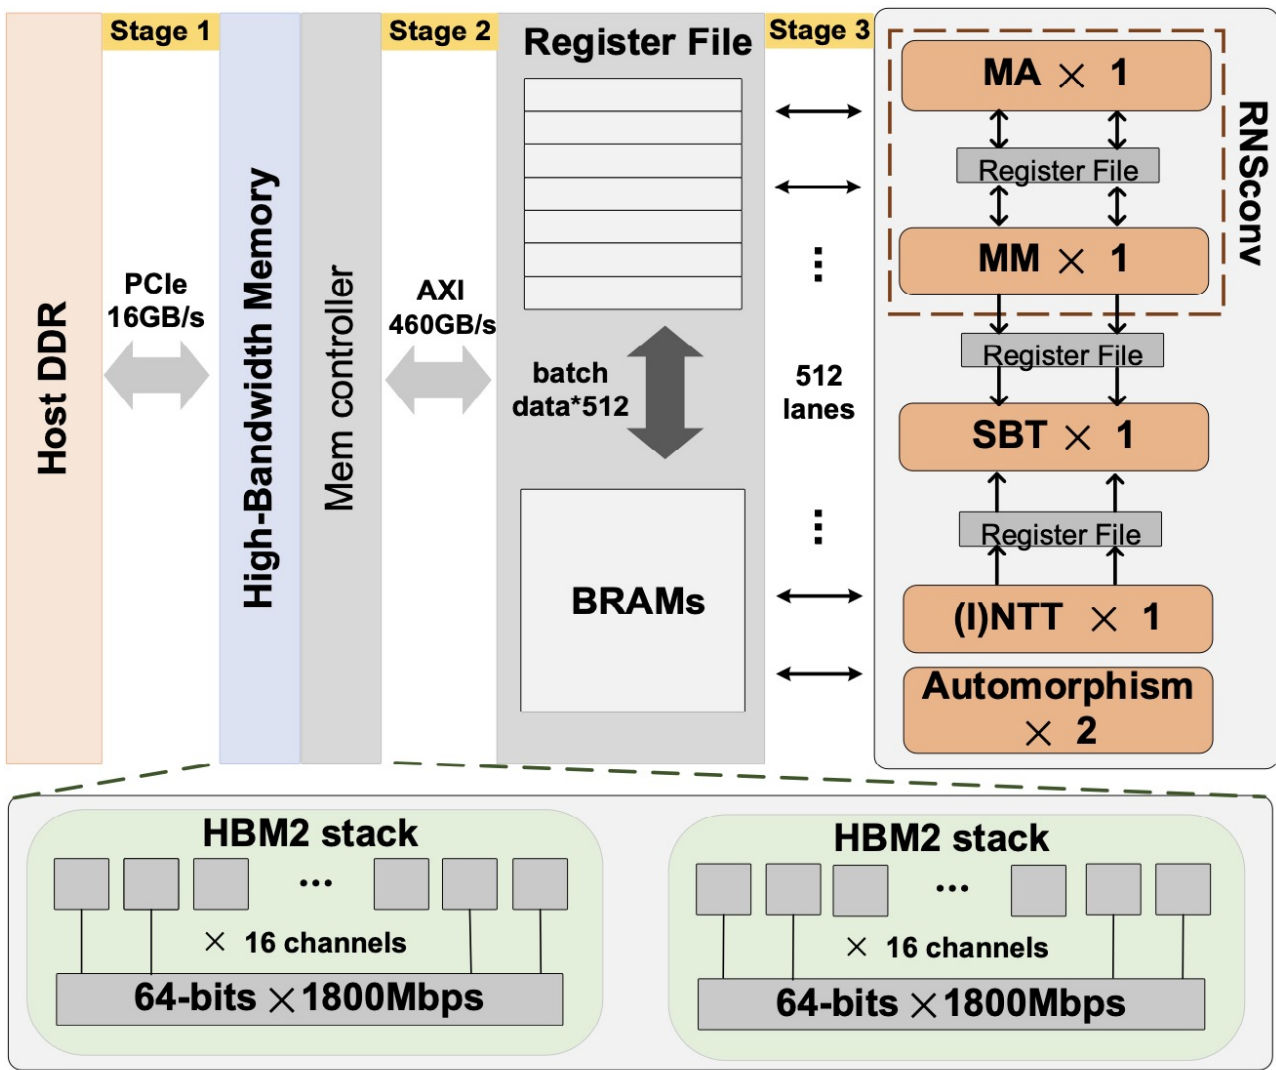 Stage 1
Stage 2
Register File
Stage 3
Host DDR
PCIe
16GB/s
High-Bandwidth Memory
Mem controller
AXI
460GB/s
batch
data*512
BRAMs
...
512
lanes
...
MA × 1
Register File
MM × 1
RNSconv
Register File
SBT × 1
Register File
(I)NTT × 1
Automorphism
× 2
HBM2 stack
...
× 16 channels
64-bits ×1800Mbps
HBM2 stack
...
× 16 channels
64-bits ×1800Mbps